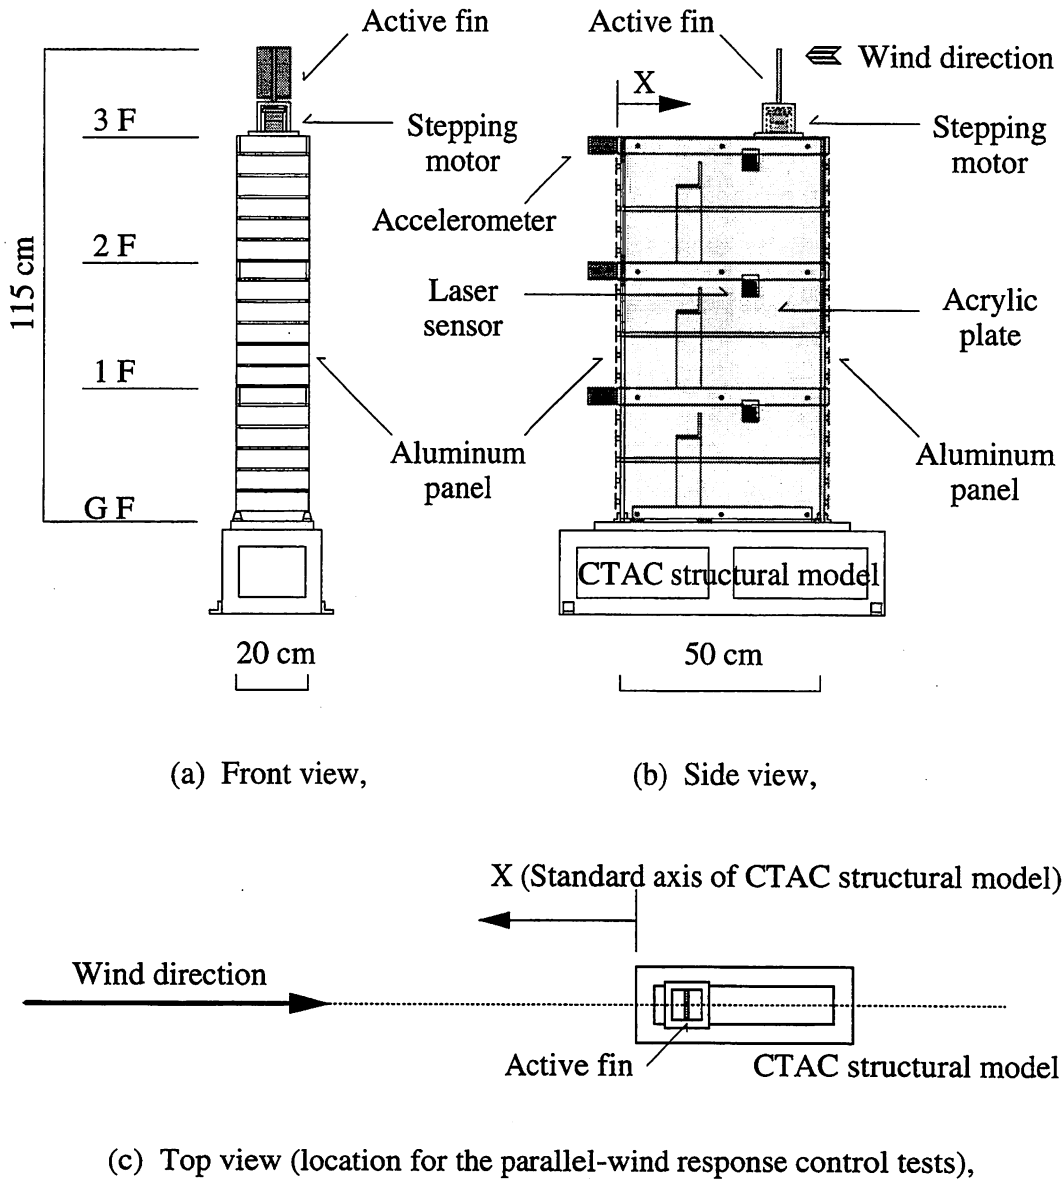 Active fin
Active fin
Wind direction
X
3 F
Stepping
motor
Stepping
motor
Accelerometer
2 F
115 cm
Laser
sensor
Acrylic
plate
1 F
Aluminum
panel
Aluminum
panel
G F
CTAC structural model
20 cm
50 cm
(a) Front view,
(b) Side view,
X (Standard axis of CTAC structural model)
Wind direction
Active fin
CTAC structural model
(c) Top view (location for the parallel-wind response control tests),